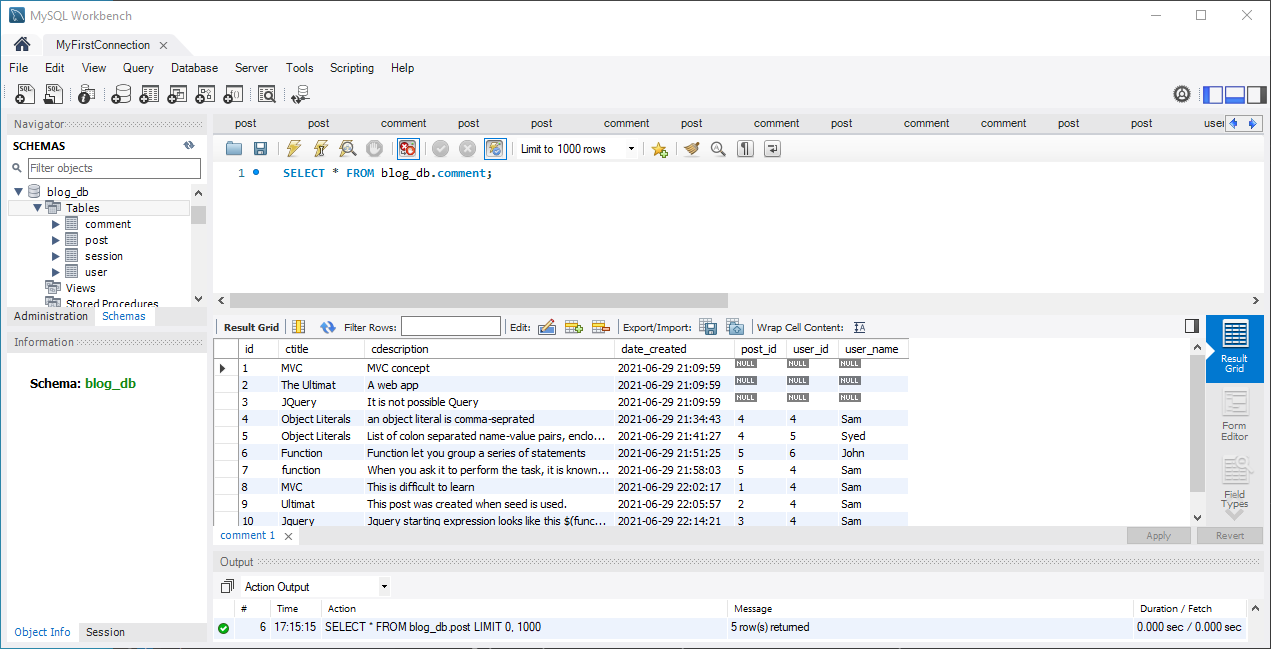 MySQL Workbench
MyFirstConnection
File Edit View Query Database Server Tools Scripting Help
Navigator
SCHEMAS
Filter objects
blog_db
Tables
comment
post
session
user
Views
Stored Procedures
Administration Schemas
Information
Schema: blog_db
Object Info Session
post post comment post post comment post comment post comment comment post post user
Limit to 1000 rows
1 SELECT * FROM blog_db.comment;
Result Grid Filter Rows: Edit: Export/Import: Wrap Cell Content: IA
id ctitle cdescription date_created post_id user_id user_name
1 MVC MVC concept 2021-06-29 21:09:59 NULL NULL NULL
2 The Ultimat A web app 2021-06-29 21:09:59 NULL NULL NULL
3 JQuery It is not possible Query 2021-06-29 21:09:59 NULL NULL NULL
4 Object Literals an object literal is comma-seprated 2021-06-29 21:34:43 4 4 Sam
5 Object Literals List of colon separated name-value pairs, enclo... 2021-06-29 21:41:27 4 5 Syed
6 Function Function let you group a series of statements 2021-06-29 21:51:25 5 6 John
7 function When you ask it to perform the task, it is known... 2021-06-29 21:58:03 5 4 Sam
8 MVC This is difficult to learn 2021-06-29 22:02:17 1 4 Sam
9 Ultimat This post was created when seed is used. 2021-06-29 22:05:57 2 4 Sam
10 Jquery Jquery starting expression looks like this $(func... 2021-06-29 22:14:21 3 4 Sam
Result
Grid
Form
Editor
Field
Types
comment 1
Apply Revert
Output
Action Output
# Time Action Message Duration / Fetch
6 17:15:15 SELECT * FROM blog_db.post LIMIT 0, 1000 5 row(s) returned 0.000 sec / 0.000 sec